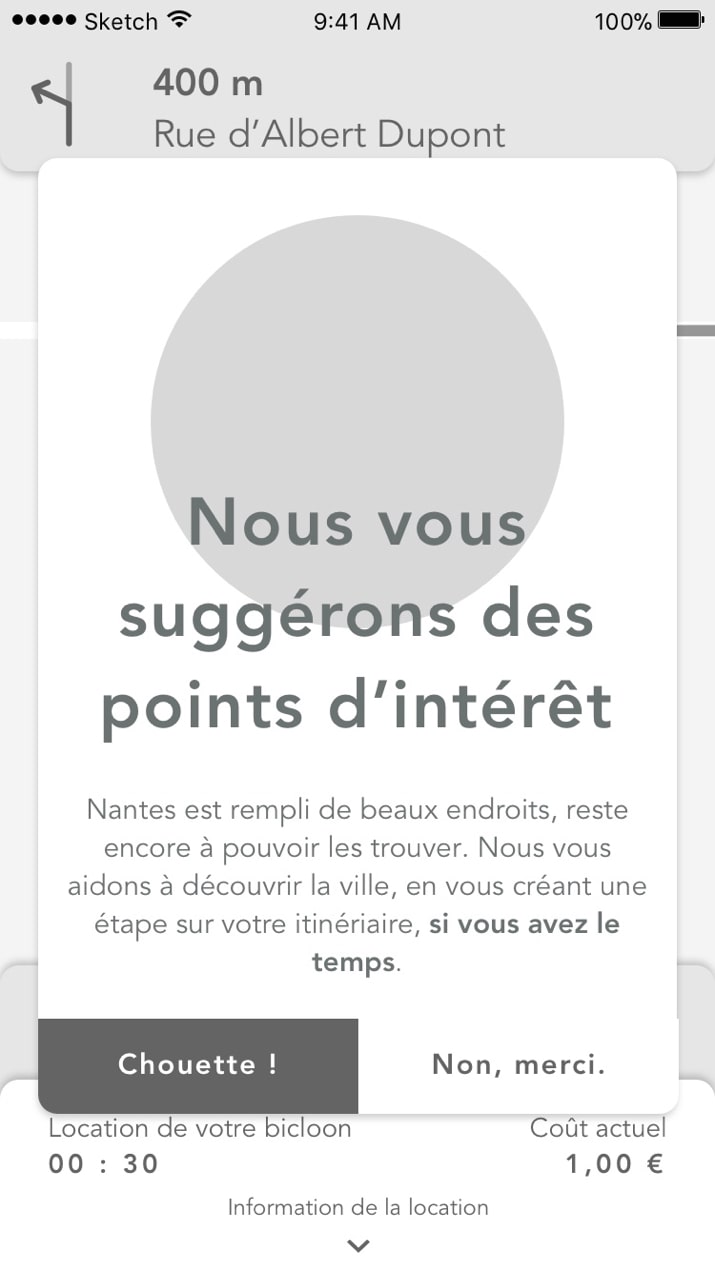 Sketch 9:41 AM 100%
400 m
Rue d’Albert Dupont
Nous vous
suggérons des
points d’intérêt
Nantes est rempli de beaux endroits, reste
encore à pouvoir les trouver. Nous vous
aidons à découvrir la ville, en vous créant une
étape sur votre itinériaire, si vous avez le
temps.
Chouette ! Non, merci.
Location de votre bicloon Coût actuel
00 : 30 1,00 €
Information de la location